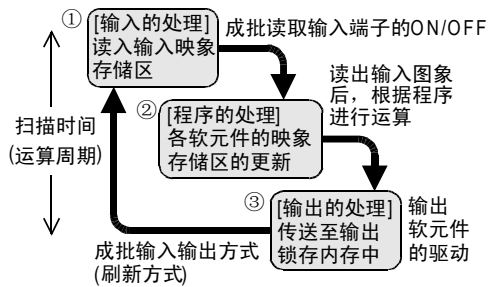 ①
[输入的处理]
读入输入映象
存储区
成批读取输入端子的ON/OFF
读出输入图象
后，根据程序
进行运算
②
[程序的处理]
各软元件的映象
存储区的更新
扫描时间
(运算周期)
③
[输出的处理]
传送至输出
锁存内存中
输出
软元件
的驱动
成批输入输出方式
(刷新方式)